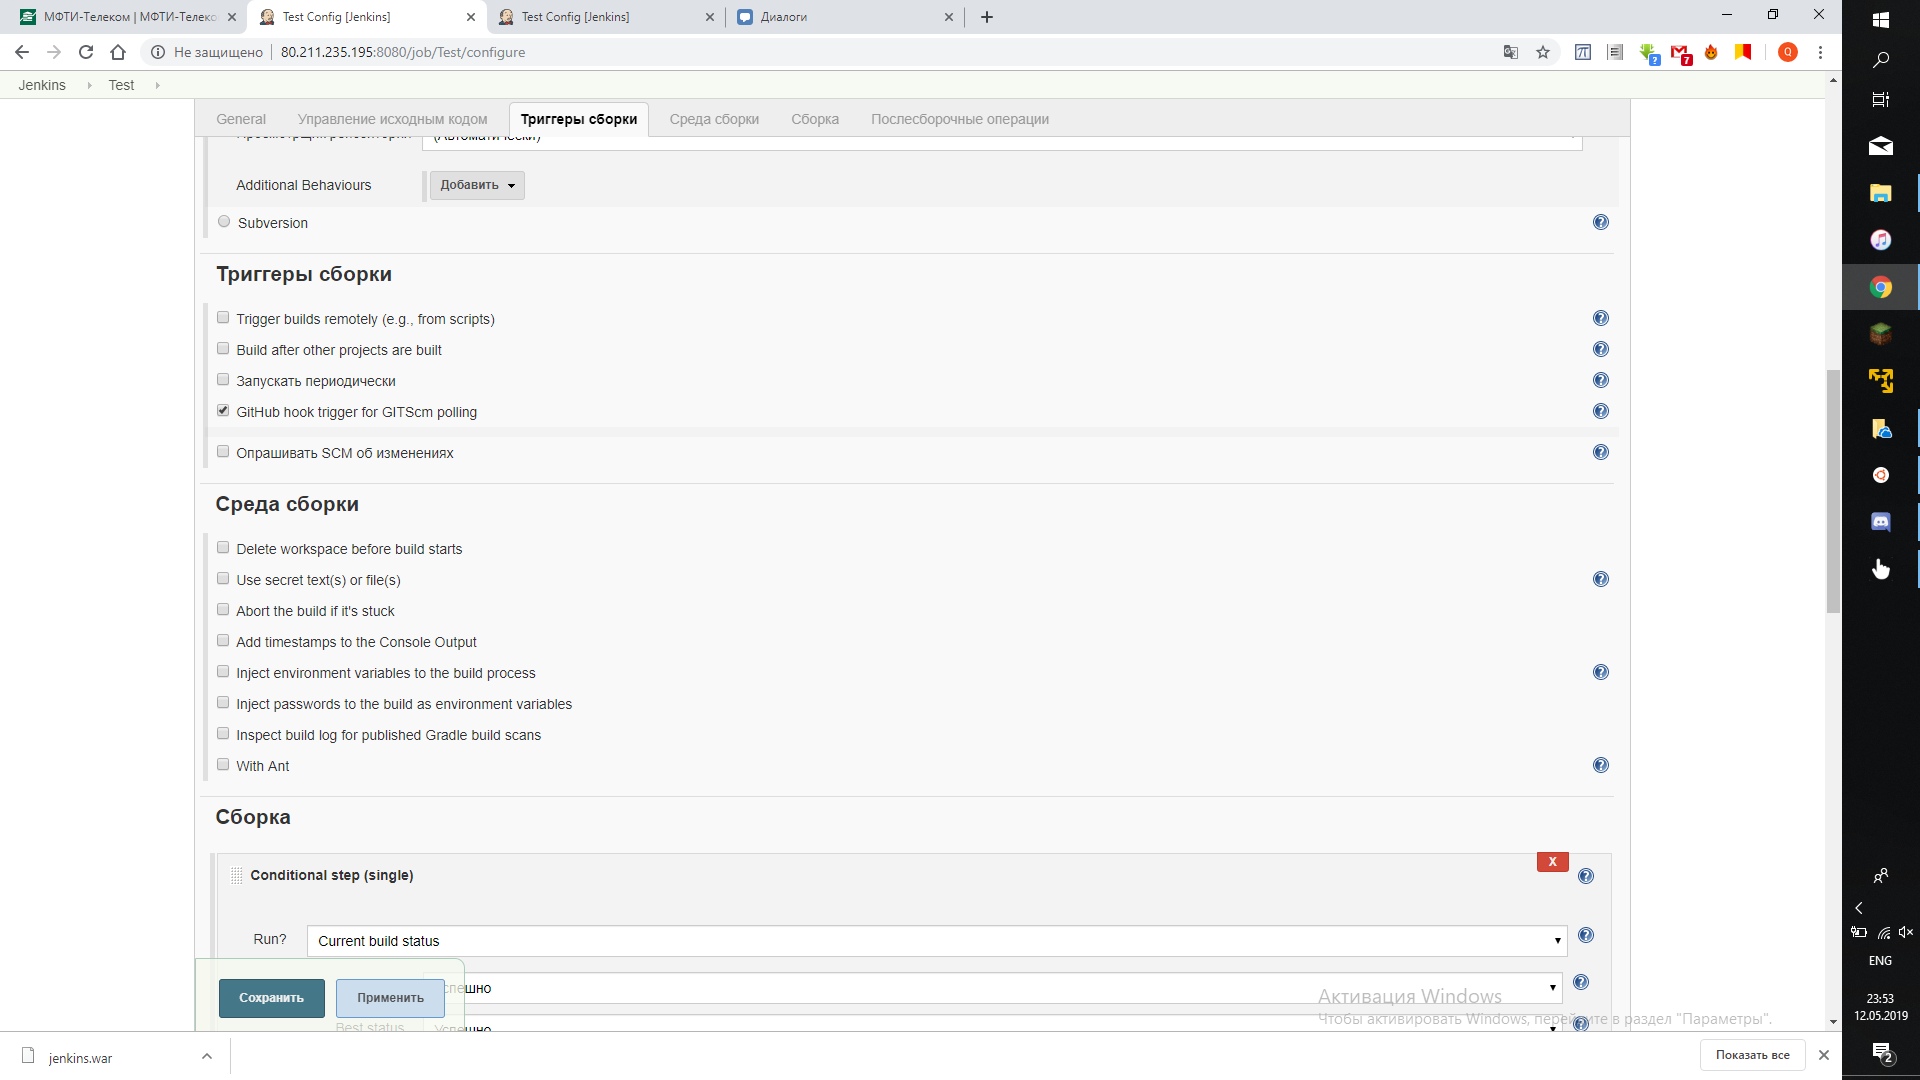 МФТИ-Телеком | МФТИ-Телеко
Test Config [Jenkins]
Test Config [Jenkins]
Диалоги
Не защищено
80.211.235.195:8080/job/Test/configure
7
Q
Jenkins
Test
General
Управление исходным кодом
Триггеры сборки
Среда сборки
Сборка
Послесборочные операции
(Автоматически)
Additional Behaviours
Добавить
Subversion
Триггеры сборки
Trigger builds remotely (e.g., from scripts)
Build after other projects are built
Запускать периодически
GitHub hook trigger for GITScm polling
Опрашивать SCM об изменениях
Среда сборки
Delete workspace before build starts
Use secret text(s) or file(s)
Abort the build if it's stuck
Add timestamps to the Console Output
Inject environment variables to the build process
Inject passwords to the build as environment variables
Inspect build log for published Gradle build scans
With Ant
Сборка
X
Conditional step (single)
Run?
Current build status
Сохранить
Применить
Best status
Успешно
Активация Windows
Чтобы активировать Windows, перейдите в раздел "Параметры".
jenkins.war
Показать все
ENG
23:53
12.05.2019
2